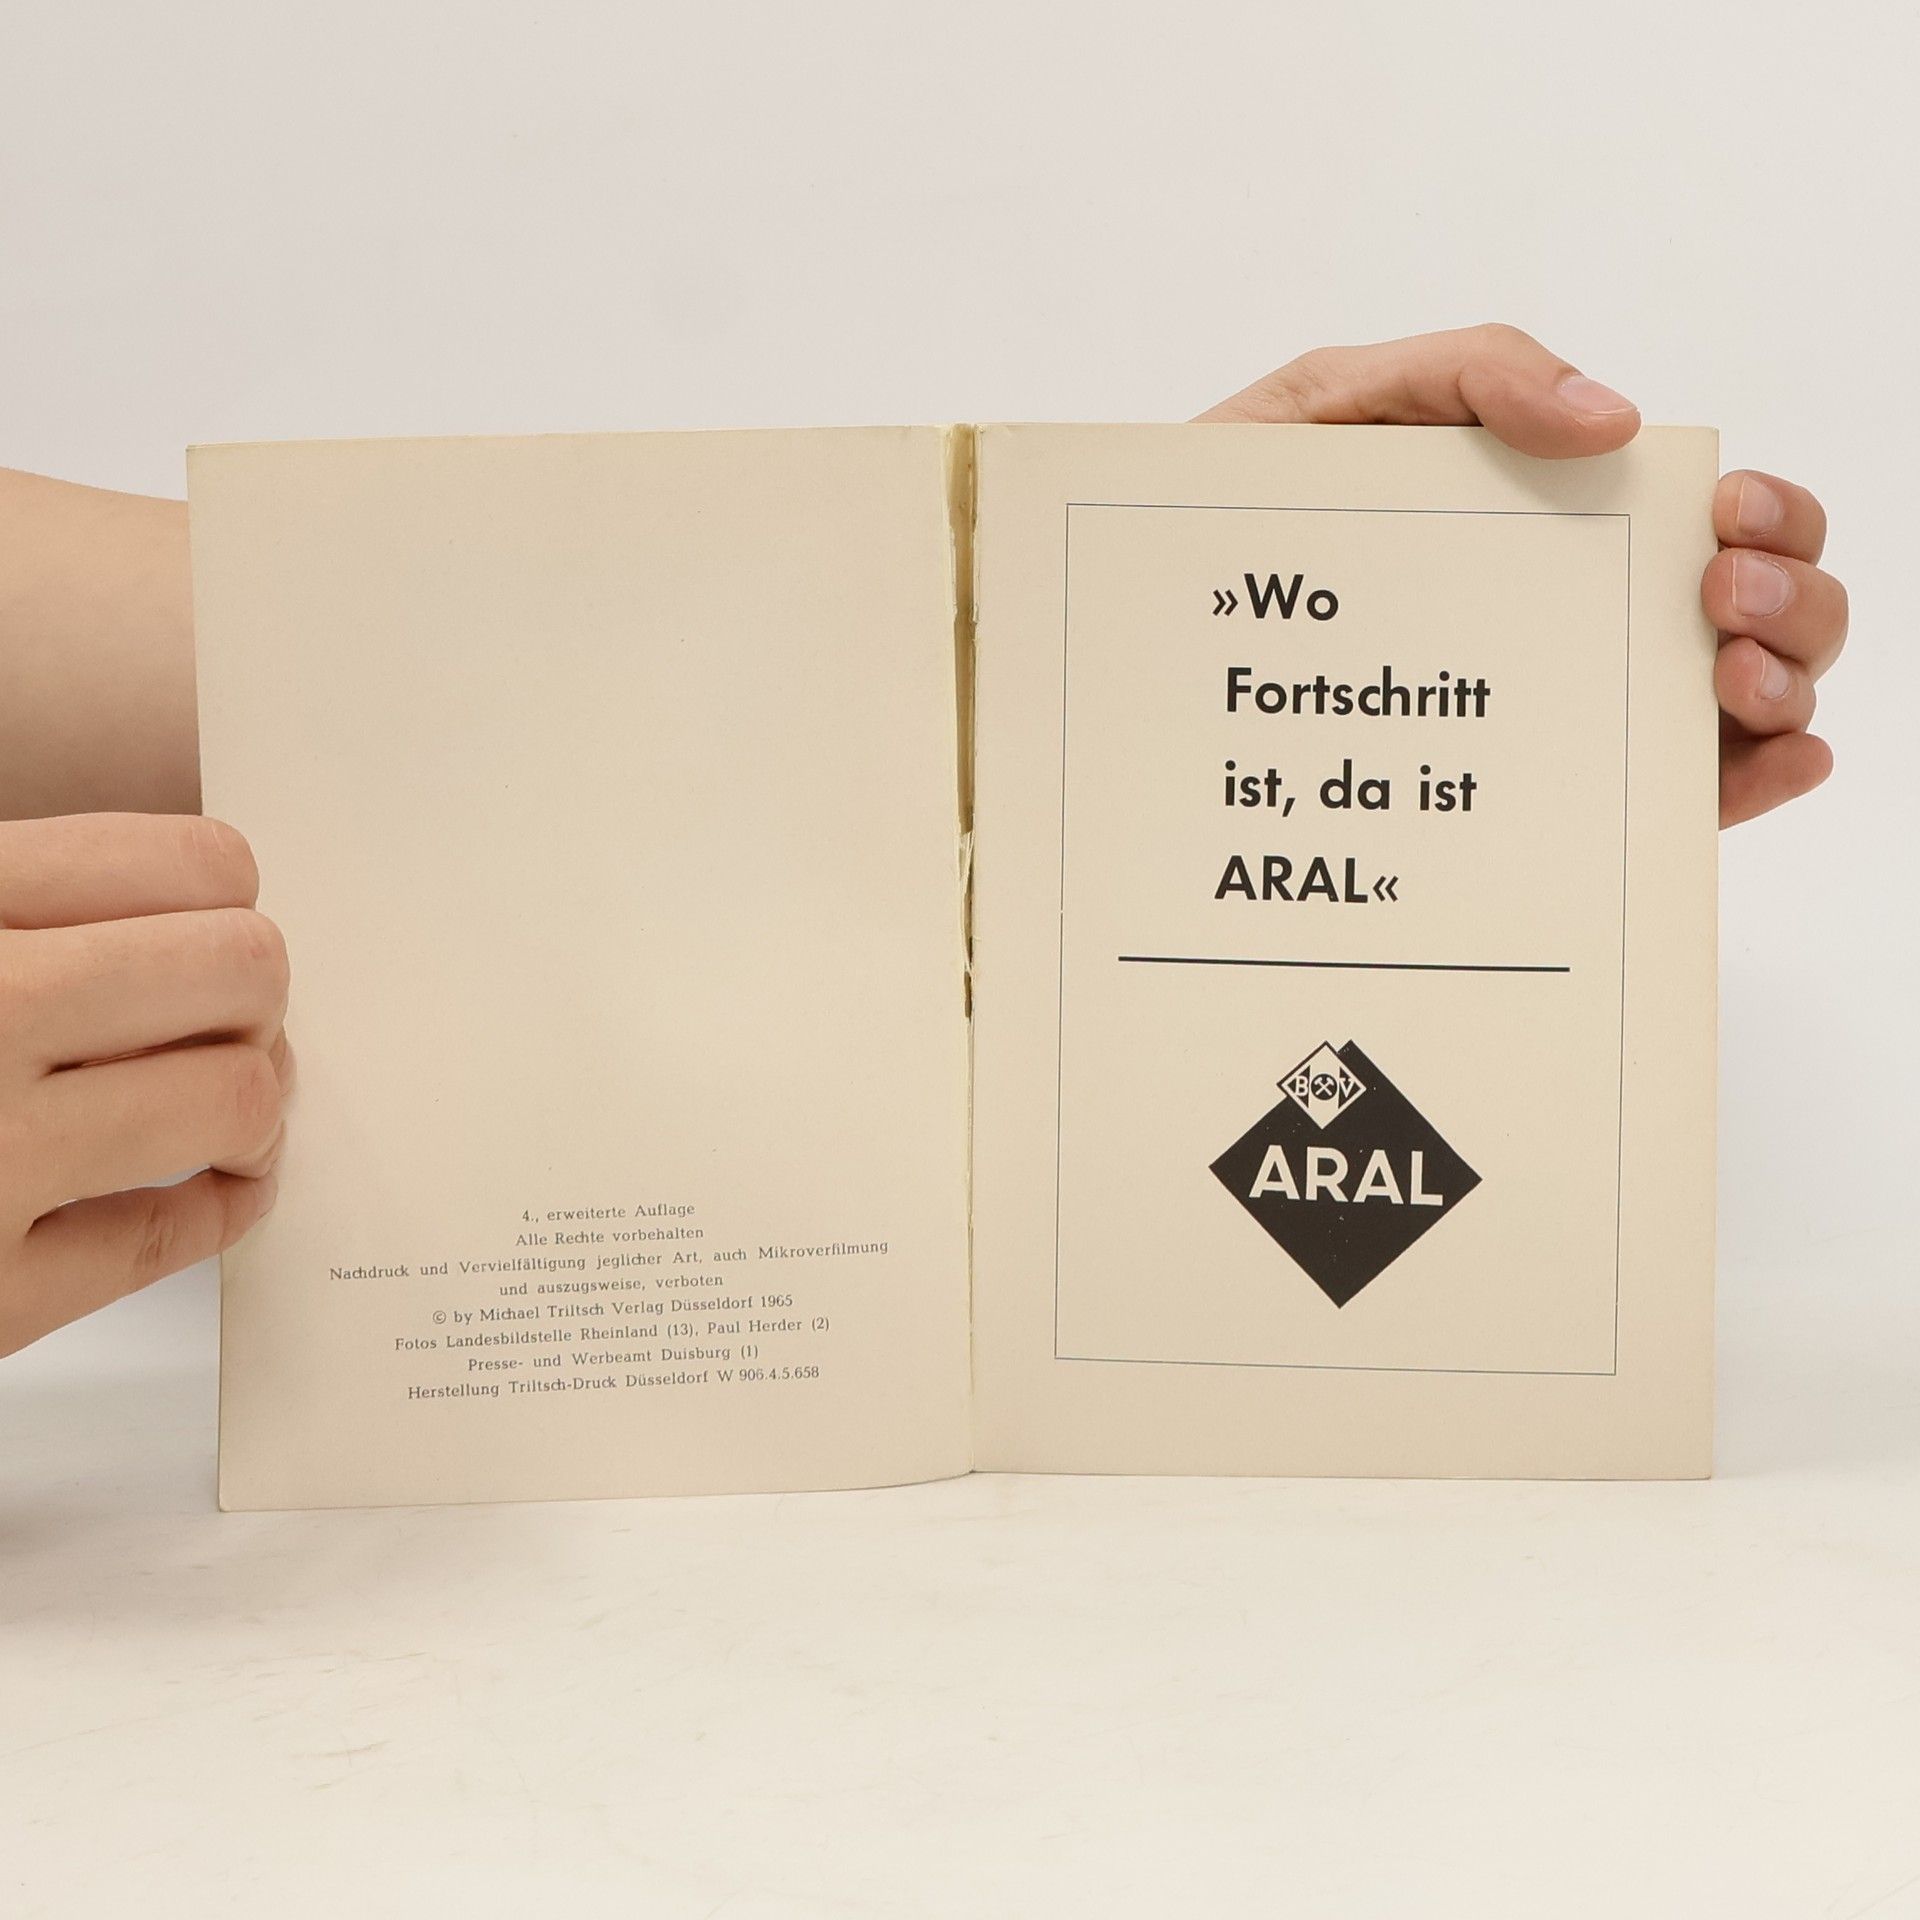 4., erweiterte Auflage
Alle Rechte vorbehalten
Nachdruck und Vervielfältigung jeglicher Art, auch Mikroverfilmung
und auszugsweise, verboten
© by Michael Triltsch Verlag Düsseldorf 1965
Fotos Landesbildstelle Rheinland (13), Paul Herder (2)
Presse- und Werbeamt Duisburg (1)
Herstellung Triltsch-Druck Düsseldorf W 906.4.5.658
»Wo
Fortschritt
ist, da ist
ARAL«
B V
ARAL